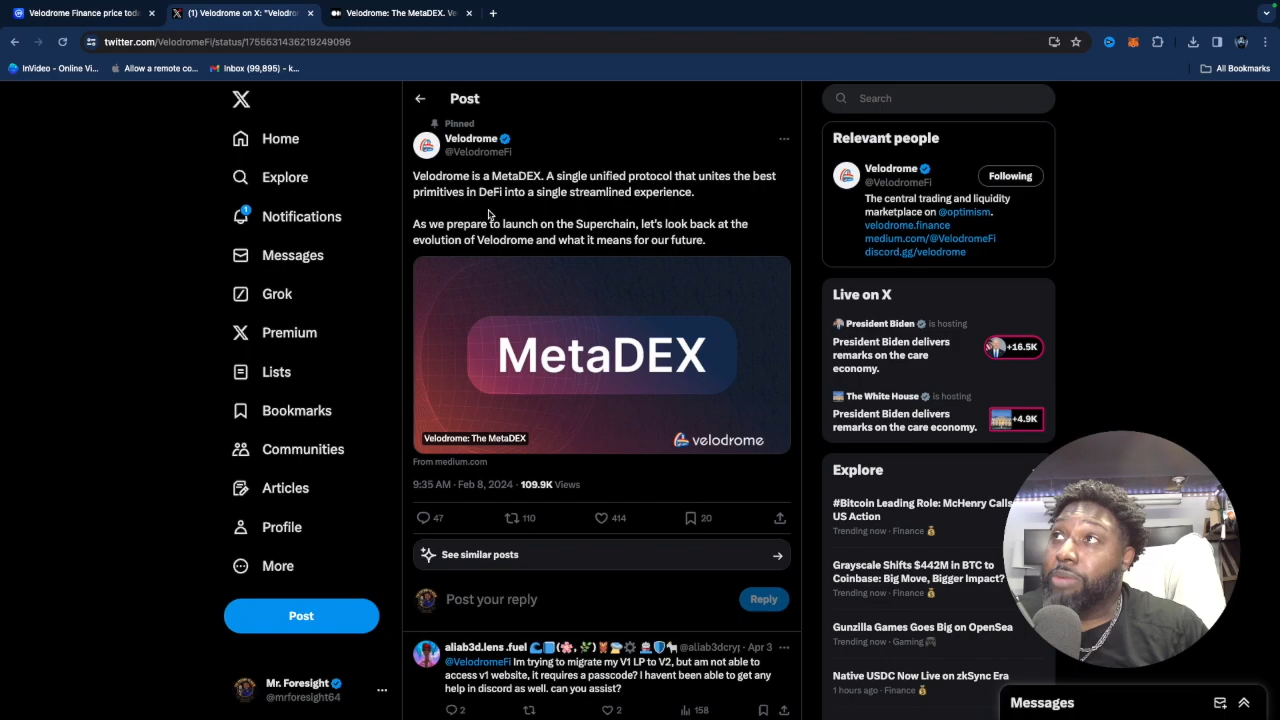 Velodrome Finance price toda
(1) Velodrome on X: "Velodro
Velodrome: The MetaDEX. Ve
twitter.com/VelodromeFi/status/1755631436219249096
InVideo - Online Vi...
Allow a remote co...
Inbox (99,895) - k...
All Bookmarks
Home
Explore
1
Notifications
Messages
Grok
Premium
Lists
Bookmarks
Communities
Articles
Profile
More
Post
Mr. Foresight
@mrforesight64
Post
Pinned
Velodrome
@VelodromeFi
Velodrome is a MetaDEX. A single unified protocol that unites the best
primitives in DeFi into a single streamlined experience.
As we prepare to launch on the Superchain, let's look back at the
evolution of Velodrome and what it means for our future.
MetaDEX
Velodrome: The MetaDEX
velodrome
From medium.com
9:35 AM · Feb 8, 2024 · 109.9K Views
47 110 414 20
See similar posts
Post your reply
Reply
aliab3d.lens .fuel @aliab3dcryp · Apr 3
@VelodromeFi Im trying to migrate my V1 LP to V2, but am not able to
access v1 website, it requires a passcode? I havent been able to get any
help in discord as well. can you assist?
2 2 158
Search
Relevant people
Velodrome
@VelodromeFi
Following
The central trading and liquidity
marketplace on @optimism.
velodrome.finance
medium.com/@VelodromeFi
discord.gg/velodrome
Live on X
President Biden is hosting
President Biden delivers
remarks on the care
economy.
+16.5K
The White House is hosting
President Biden delivers
remarks on the care economy.
+4.9K
Explore
#Bitcoin Leading Role: McHenry Calls
US Action
Trending now · Finance
Grayscale Shifts $442M in BTC to
Coinbase: Big Move, Bigger Impact?
Trending now · Finance
Gunzilla Games Goes Big on OpenSea
Trending now · Gaming
Native USDC Now Live on zkSync Era
1 hours ago · Finance
Messages